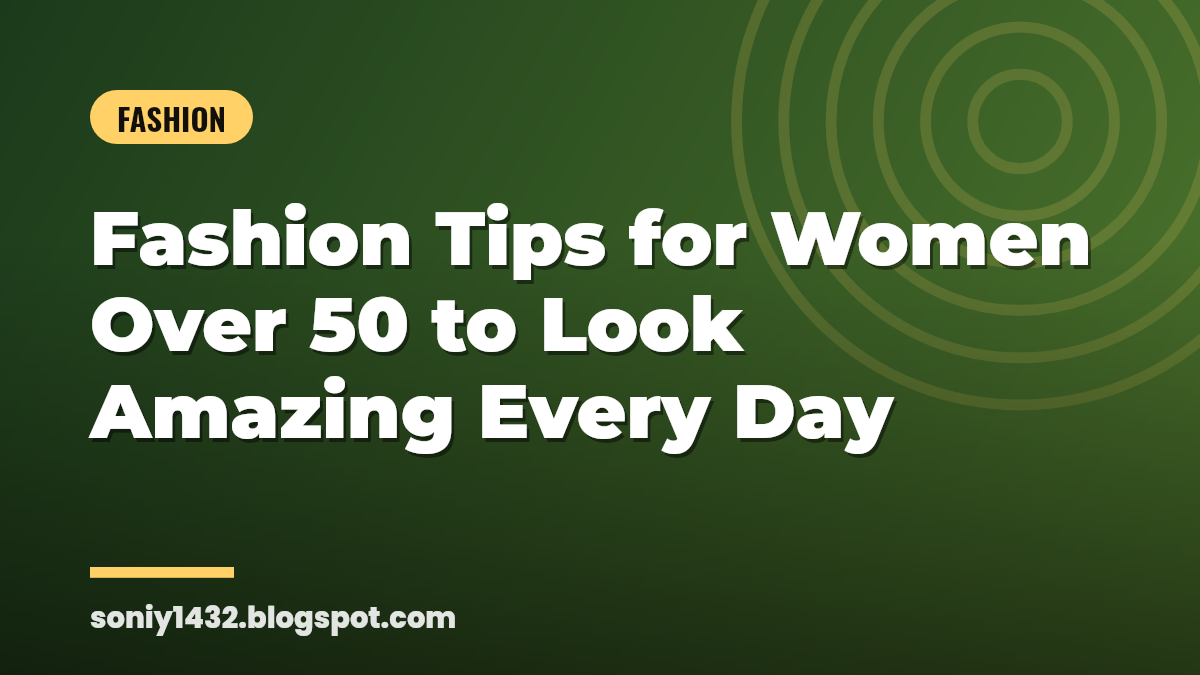 FASHION
Fashion Tips for Women
Over 50 to Look
Amazing Every Day
soniy1432.blogspot.com